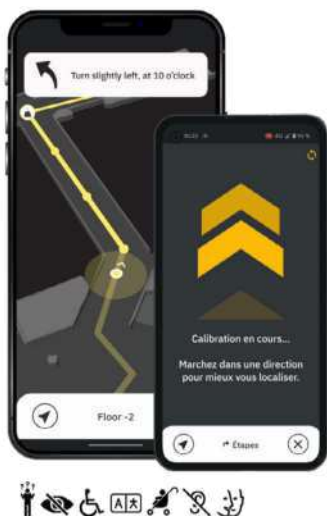 Turn slightly left, at 10 o'clock
Calibration en cours...
Marchez dans une direction
pour mieux vous localiser.
Floor -2
Étapes